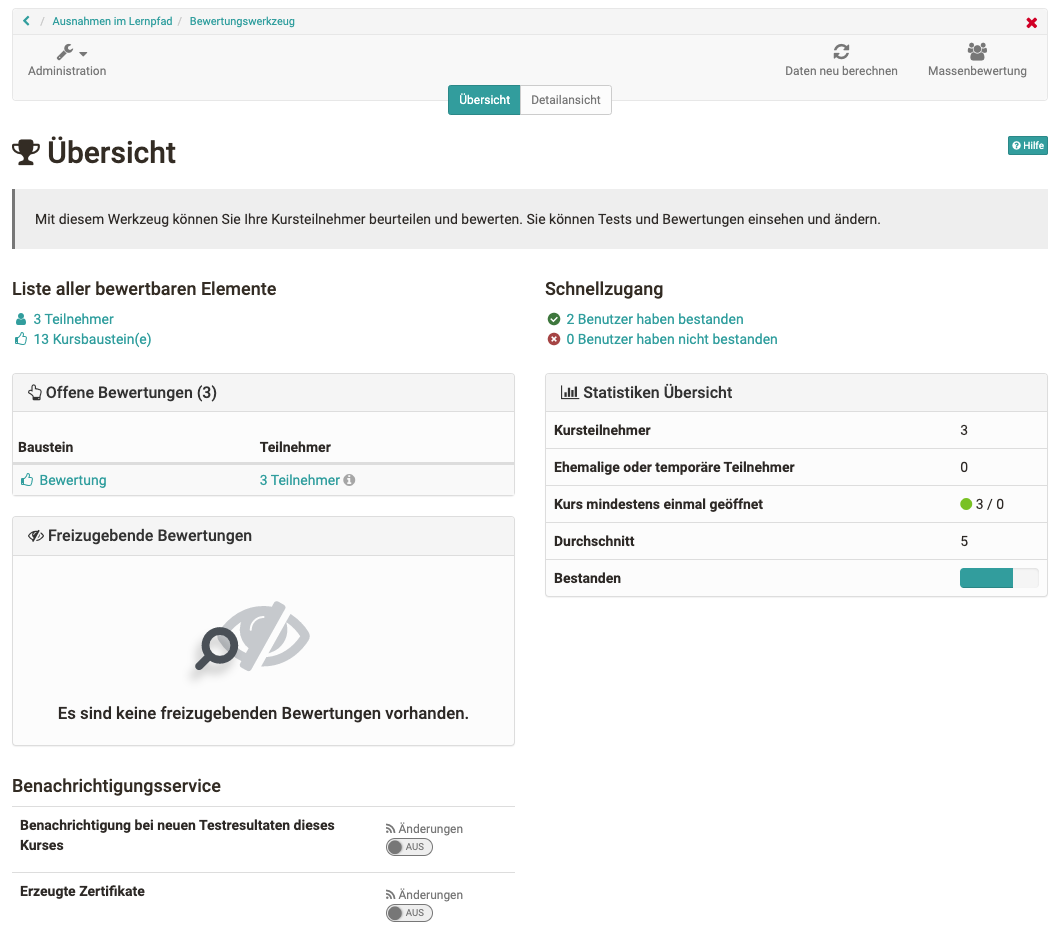 / Ausnahmen im Lernpfad / Bewertungswerkzeug
Administration
Daten neu berechnen
Massenbewertung
Übersicht
Detailansicht
Übersicht
Hilfe
Mit diesem Werkzeug können Sie Ihre Kursteilnehmer beurteilen und bewerten. Sie können Tests und Bewertungen einsehen und ändern.
Liste aller bewertbaren Elemente
3 Teilnehmer
13 Kursbaustein(e)
Schnellzugang
2 Benutzer haben bestanden
0 Benutzer haben nicht bestanden
Offene Bewertungen (3)
Baustein Teilnehmer
Bewertung 3 Teilnehmer
Freizugebende Bewertungen
Es sind keine freizugebenden Bewertungen vorhanden.
Statistiken Übersicht
Kursteilnehmer 3
Ehemalige oder temporäre Teilnehmer 0
Kurs mindestens einmal geöffnet 3 / 0
Durchschnitt 5
Bestanden
Benachrichtigungsservice
Benachrichtigung bei neuen Testresultaten dieses
Kurses
Änderungen
AUS
Erzeugte Zertifikate
Änderungen
AUS